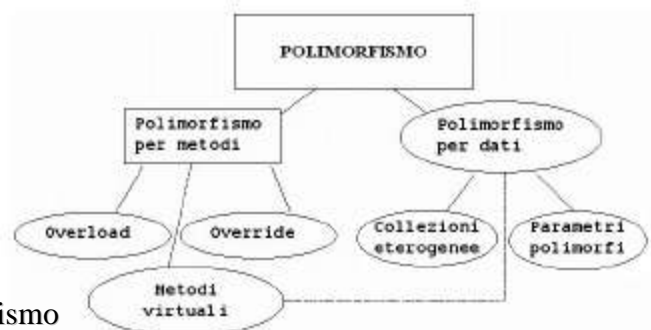 POLIMORFISMO
Polimorfismo
per metodi
Polimorfismo
per dati
Overload
Override
Collezioni
eterogenee
Parametri
polimorfi
Metodi
virtuali
ismo